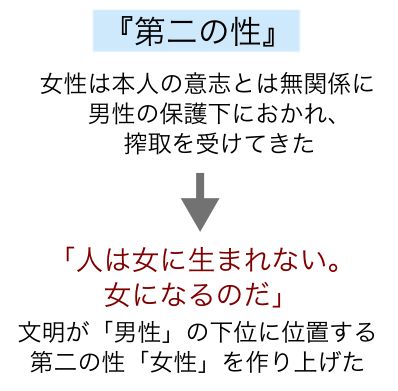 『第二の性』
女性は本人の意志とは無関係に
男性の保護下におかれ、
搾取を受けてきた
「人は女に生まれない。
女になるのだ」
文明が「男性」の下位に位置する
第二の性「女性」を作り上げた